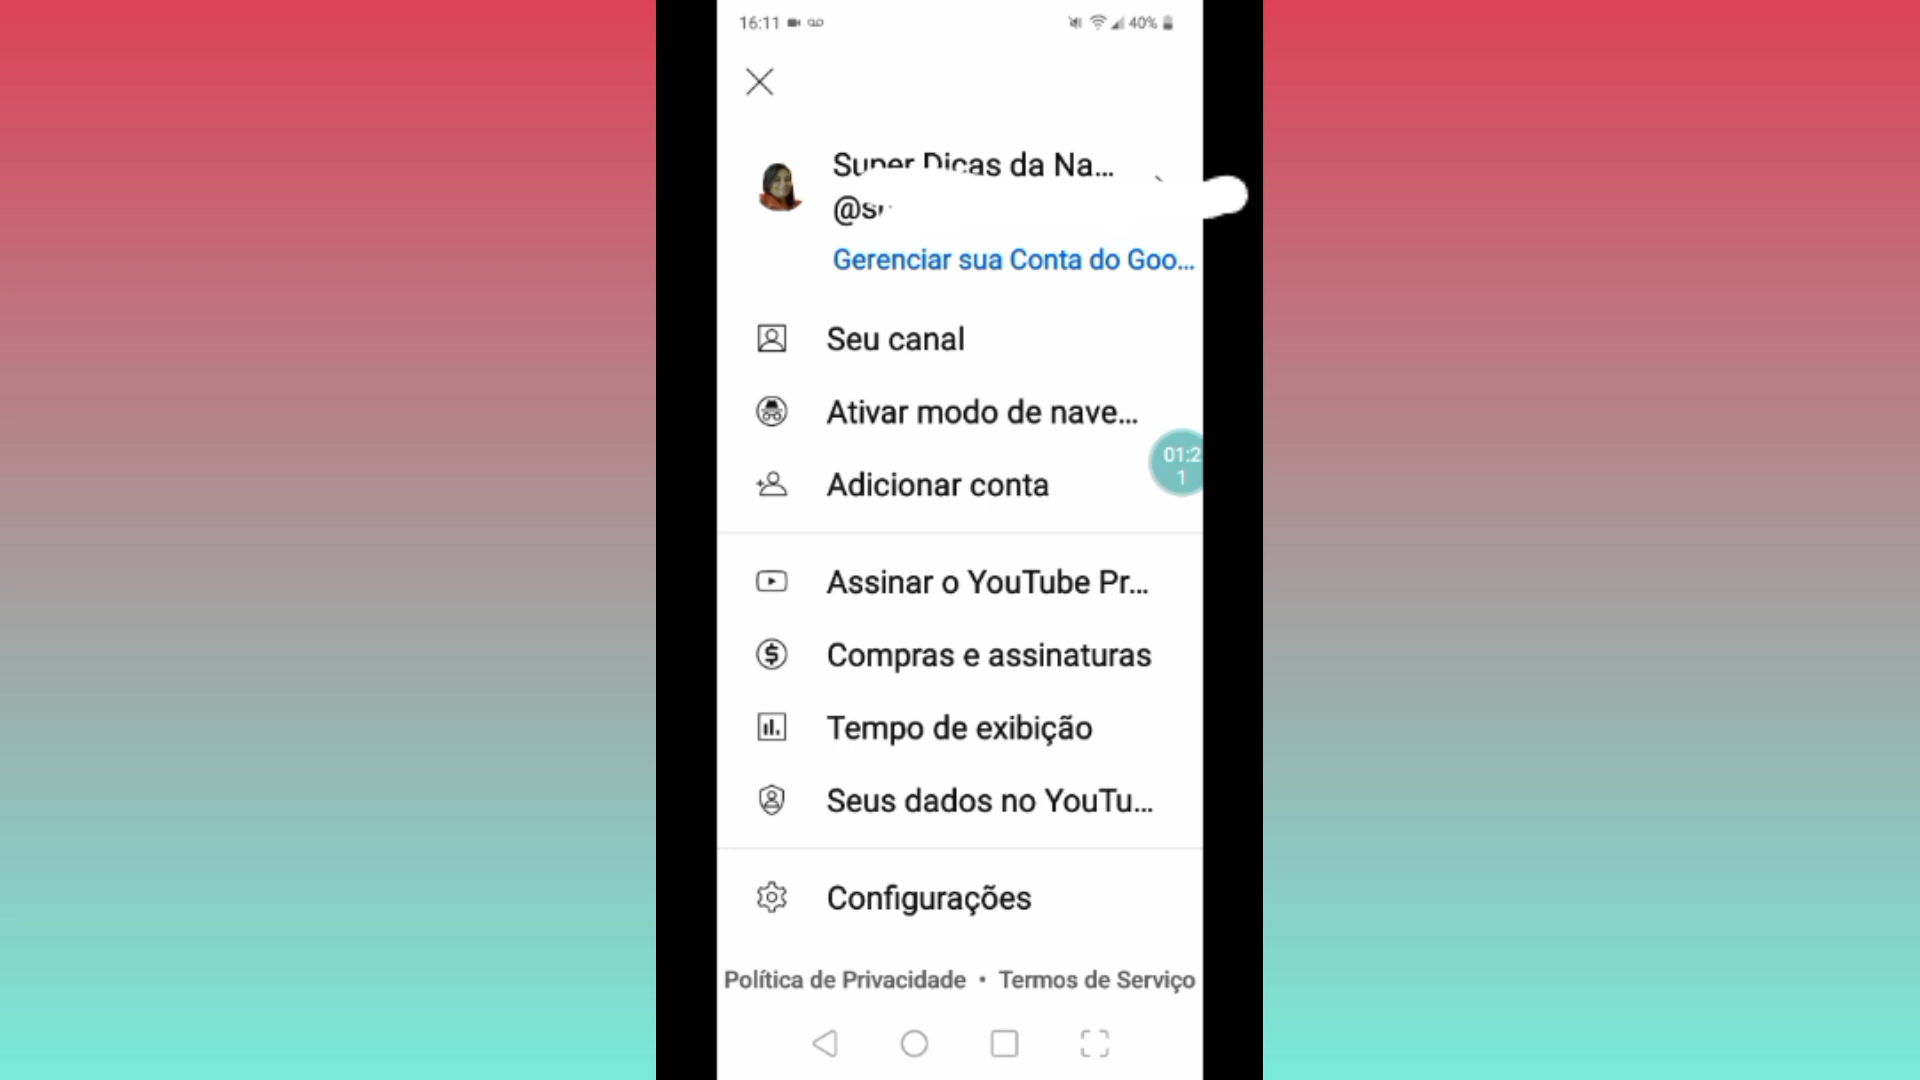 16:11
40%
Super Dicas da Na...
Gerenciar sua Conta do Goo...
Seu canal
Ativar modo de nave...
01:2
1
Adicionar conta
Assinar o YouTube Pr...
Compras e assinaturas
Tempo de exibição
Seus dados no YouTu...
Configurações
Política de Privacidade • Termos de Serviço